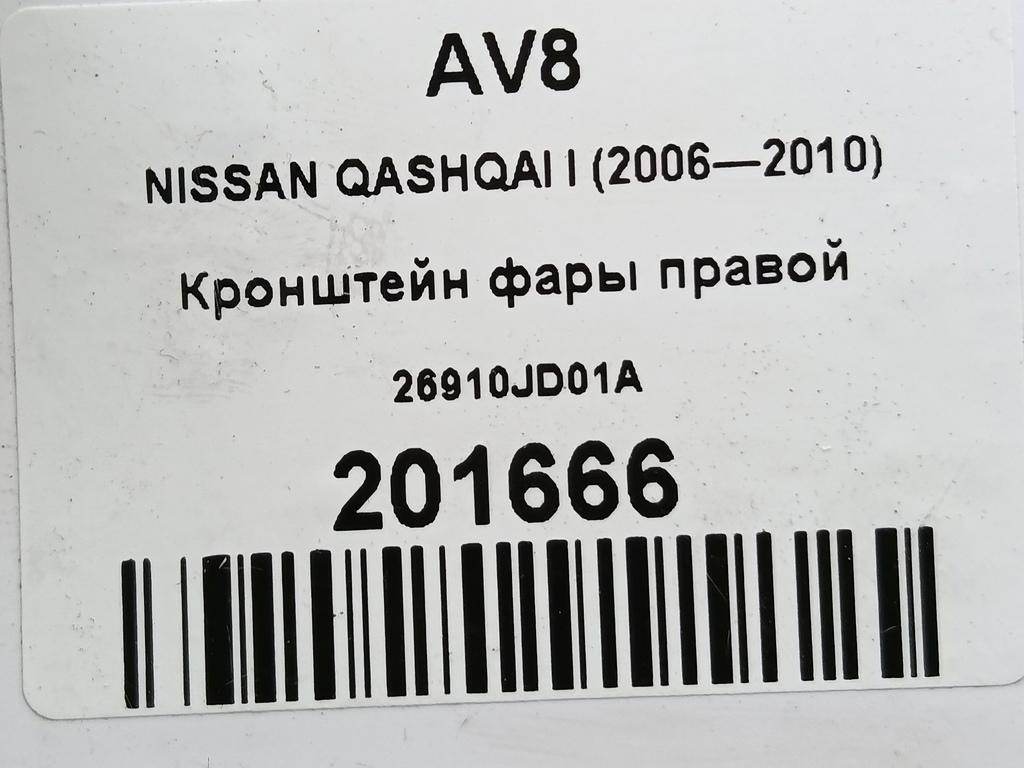 AV8
NISSAN QASHQAI I (2006—2010)
Кронштейн фары правой
26910JD01A
201666